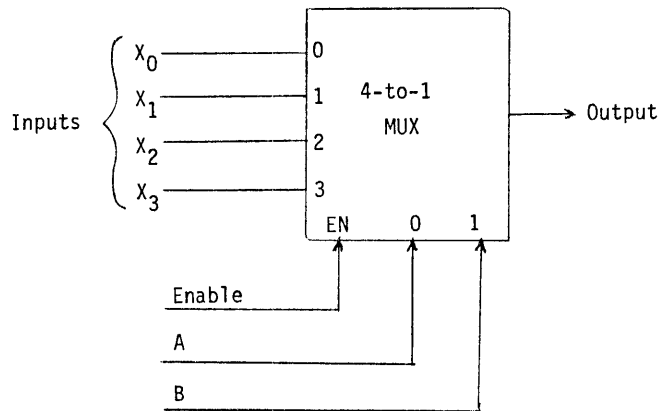 Inputs
X0
X1
X2
X3
0
1
2
3
4-to-1
MUX
Output
EN 0 1
Enable
A
B